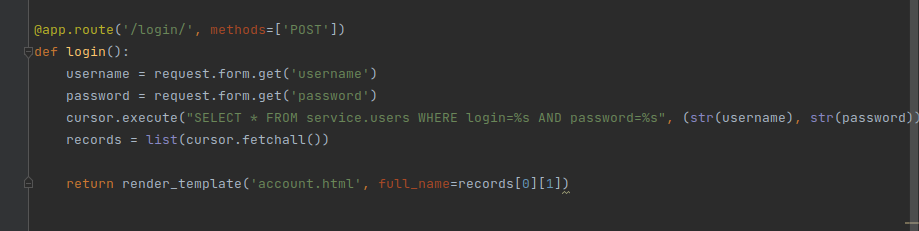 @app.route('/login/', methods=['POST'])
def login():
    username = request.form.get('username')
    password = request.form.get('password')
    cursor.execute("SELECT * FROM service.users WHERE login=%s AND password=%s", (str(username), str(password))
    records = list(cursor.fetchall())
    return render_template('account.html', full_name=records[0][1])